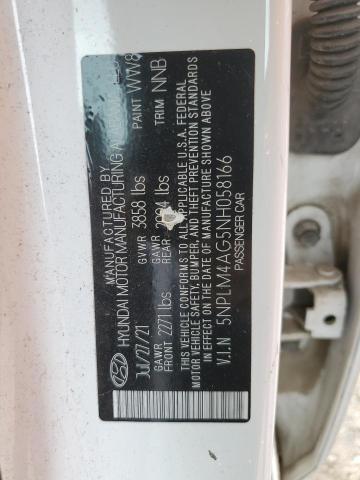 MANUFACTURED BY
HYUNDAI MOTOR MANUFACTURING
Jul/27/21
GVWR 3858 lbs
PAINT WW8
GAWR FRONT 2271 lbs
GAWR REAR
TRIM NNB
THIS VEHICLE CONFORMS TO ALL APPLICABLE U.S.A. FEDERAL
MOTOR VEHICLE SAFETY, BUMPER, AND THEFT PREVENTION STANDARDS
IN EFFECT ON THE DATE OF MANUFACTURE SHOWN ABOVE
V.I.N 5NPLM4AG5NH058166
PASSENGER CAR